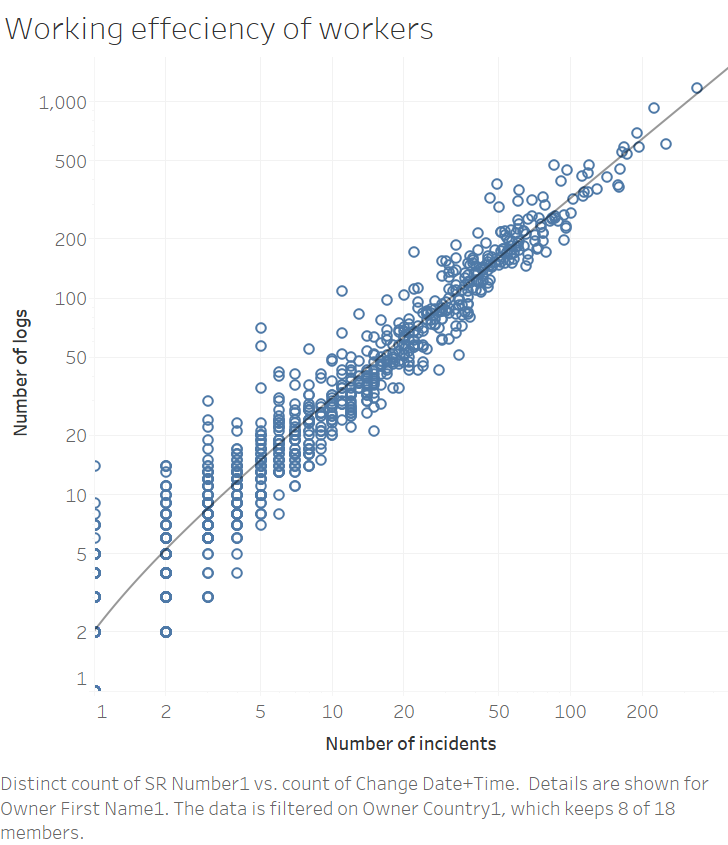 Working effeciency of workers
1,000
500
200
100
50
20
10
5
2
1
Number of logs
1 2 5 10 20 50 100 200
Number of incidents
Distinct count of SR Number1 vs. count of Change Date+Time. Details are shown for
Owner First Name1. The data is filtered on Owner Country1, which keeps 8 of 18
members.